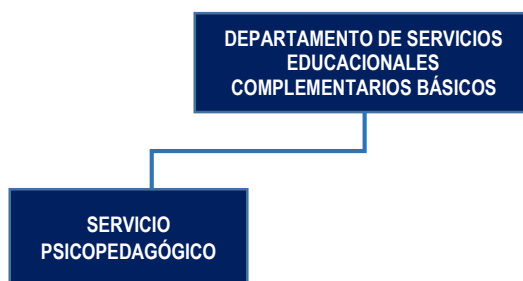 DEPARTAMENTO DE SERVICIOS
EDUCACIONALES
COMPLEMENTARIOS BÁSICOS
SERVICIO
PSICOPEDAGÓGICO